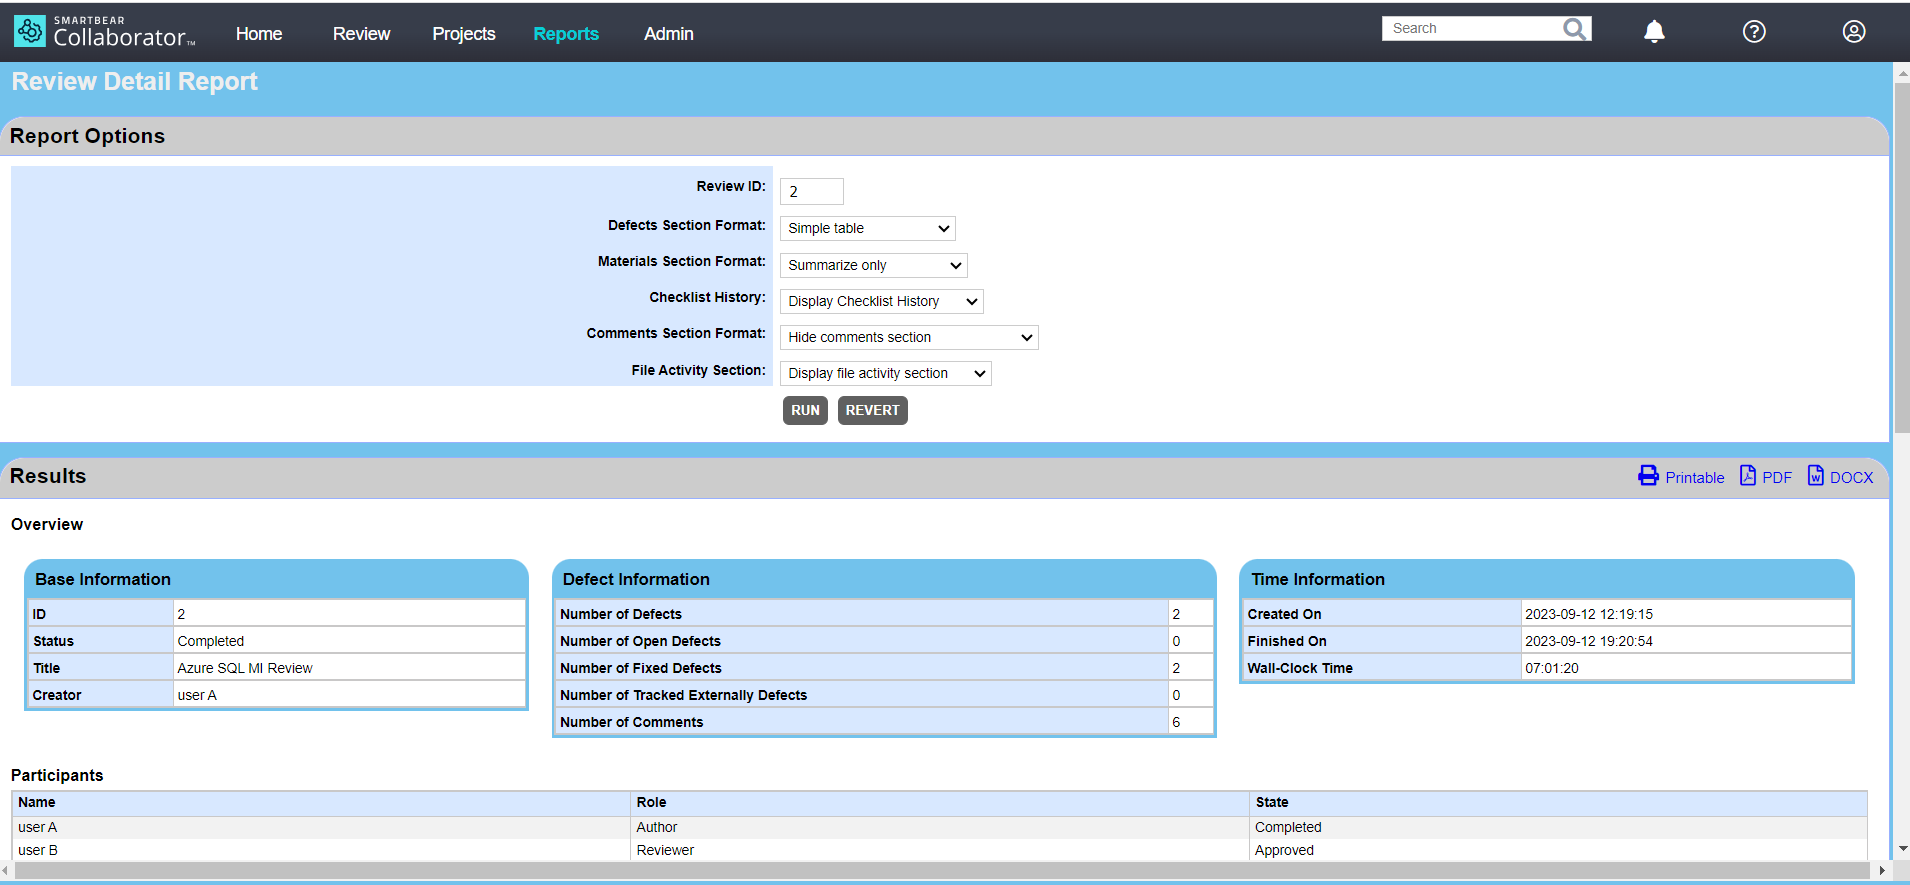 SMARTBEAR
Collaborator™
Home Review Projects Reports Admin
Search
Review Detail Report
Report Options
Review ID: 2
Defects Section Format: Simple table
Materials Section Format: Summarize only
Checklist History: Display Checklist History
Comments Section Format: Hide comments section
File Activity Section: Display file activity section
RUN REVERT
Results Printable PDF DOCX
Overview
Base Information
ID 2
Status Completed
Title Azure SQL MI Review
Creator user A
Defect Information
Number of Defects 2
Number of Open Defects 0
Number of Fixed Defects 2
Number of Tracked Externally Defects 0
Number of Comments 6
Time Information
Created On 2023-09-12 12:19:15
Finished On 2023-09-12 19:20:54
Wall-Clock Time 07:01:20
Participants
Name Role State
user A Author Completed
user B Reviewer Approved